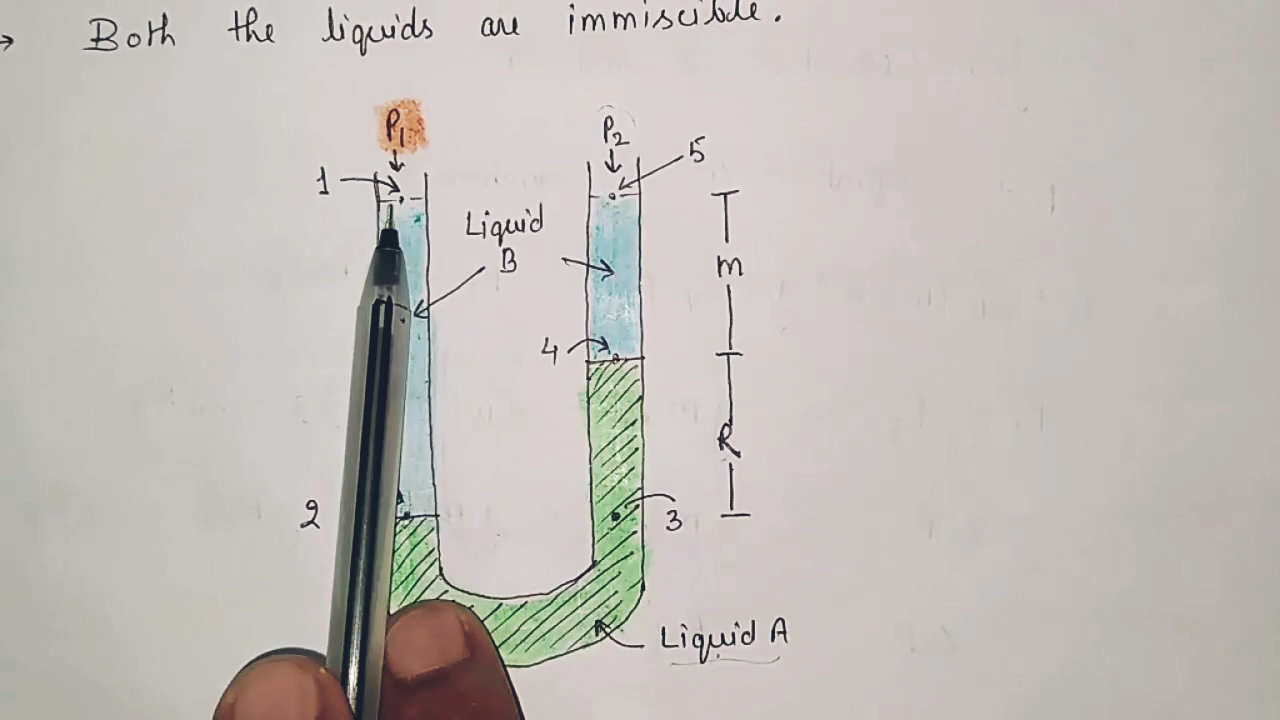 → Both the liquids are immiscible.
P₁
P₂
1
5
Liquid
B
m
4
R
2
3
Liquid A